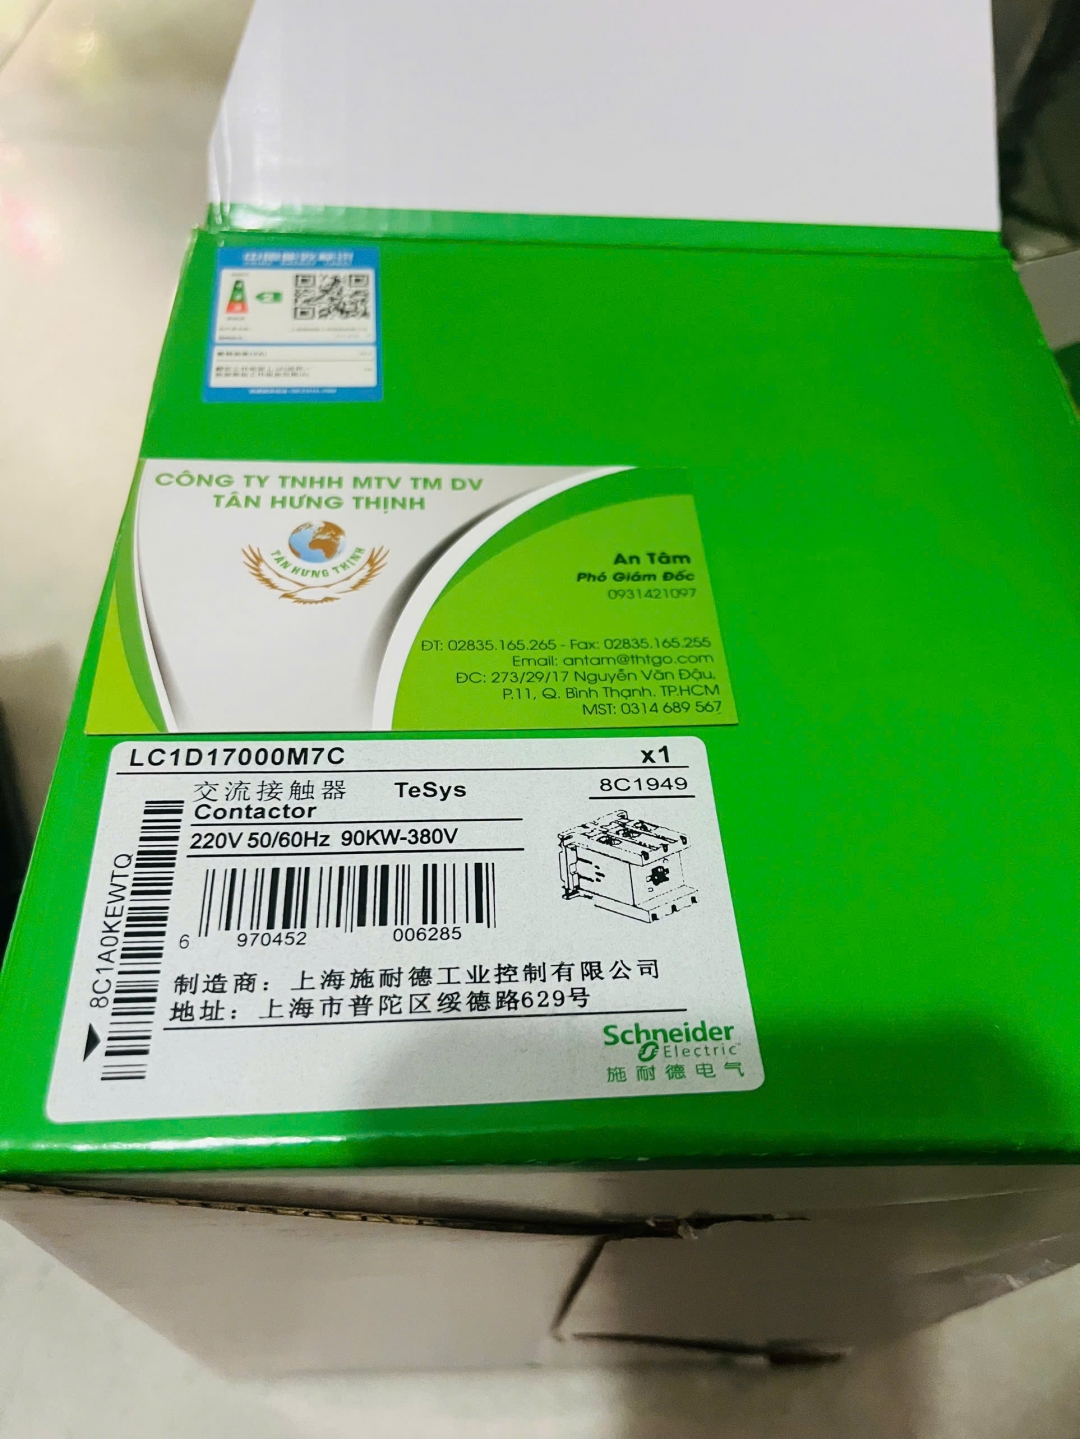 CÔNG TY TNHH MTV TM DV
TÂN HƯNG THỊNH
TÂN HƯNG THỊNH
An Tâm
Phó Giám Đốc
0931421097
ĐT: 02835.165.265 - Fax: 02835.165.255
Email: antam@thtgo.com
ĐC: 273/29/17 Nguyễn Văn Đậu,
P.11, Q. Bình Thạnh, TP.HCM
MST: 0314 689 567
LC1D17000M7C x1
交流接触器 TeSys 8C1949
Contactor
220V 50/60Hz 90KW-380V
8C1A0KEWTQ
6 970452 006285
制造商：上海施耐德工业控制有限公司
地址：上海市普陀区绥德路629号
Schneider
Electric
施耐德电气